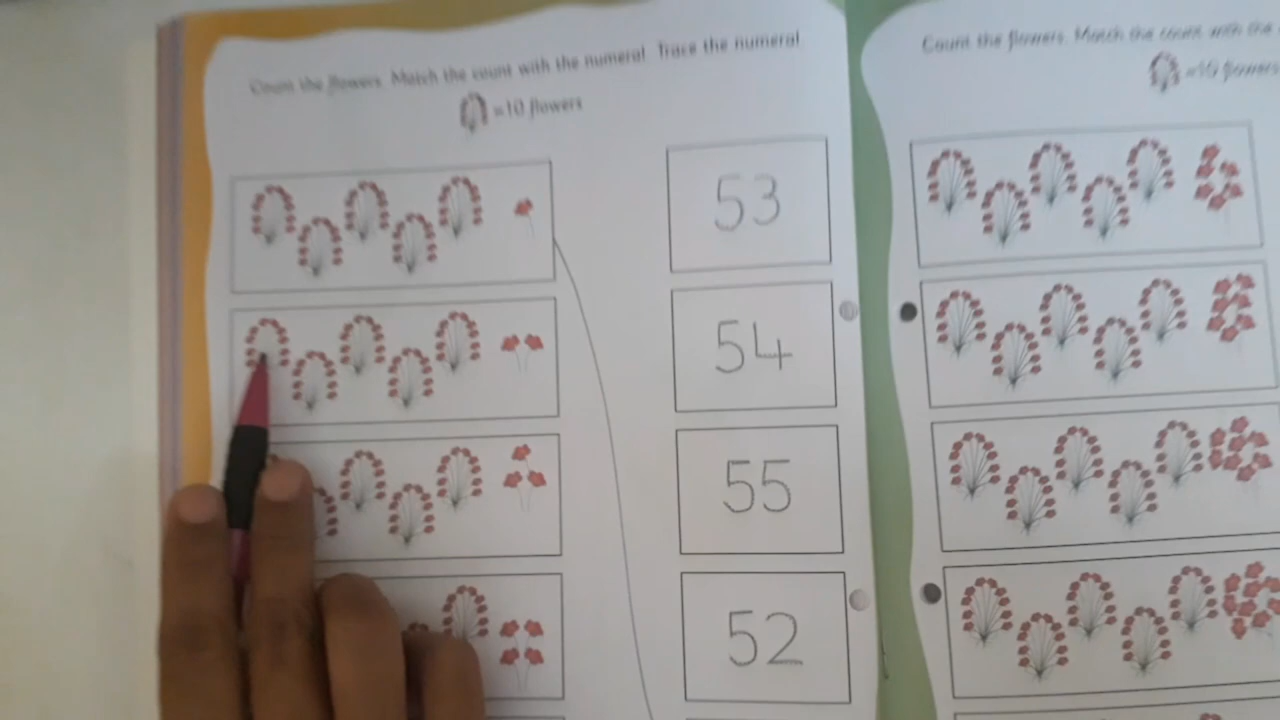 Count the flowers. Match the count with the numeral. Trace the numeral.
=10 flowers
53
54
55
52
Count the flowers. Match the count with the
=10 flowers